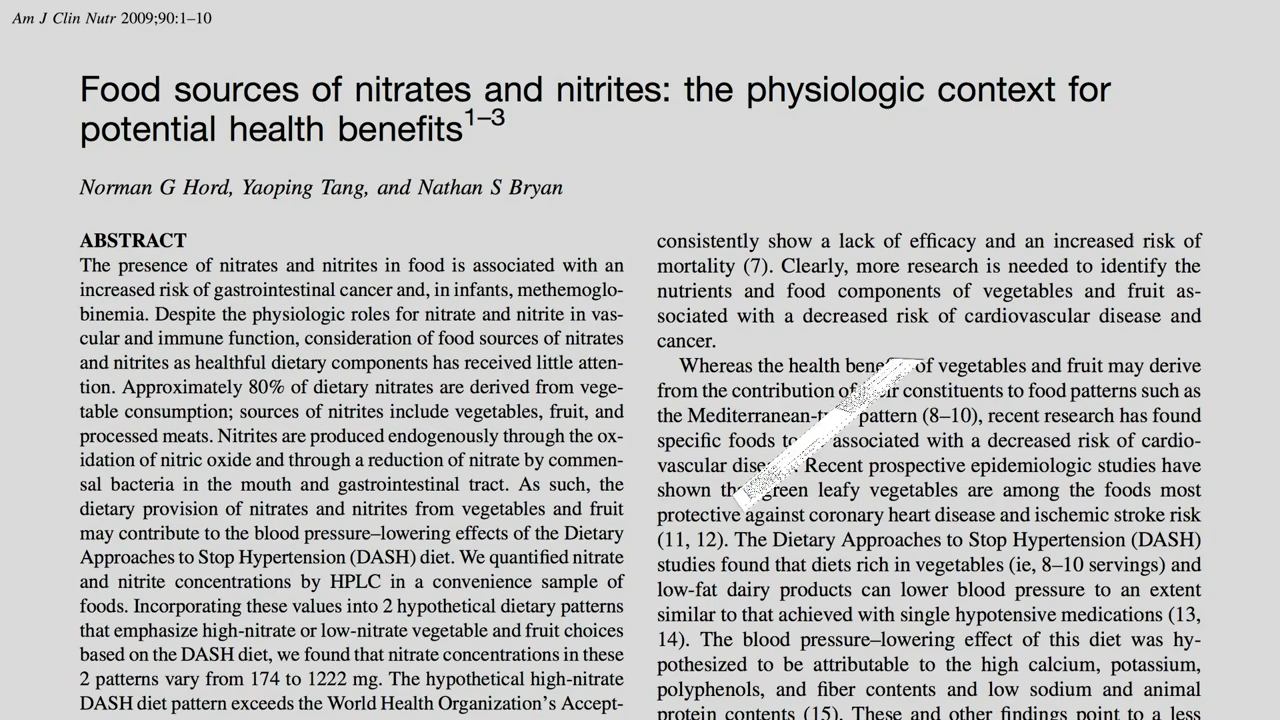 Am J Clin Nutr 2009;90:1–10
Food sources of nitrates and nitrites: the physiologic context for
potential health benefits1–3
Norman G Hord, Yaoping Tang, and Nathan S Bryan
ABSTRACT
The presence of nitrates and nitrites in food is associated with an
increased risk of gastrointestinal cancer and, in infants, methemoglo-
binemia. Despite the physiologic roles for nitrate and nitrite in vas-
cular and immune function, consideration of food sources of nitrates
and nitrites as healthful dietary components has received little atten-
tion. Approximately 80% of dietary nitrates are derived from vege-
table consumption; sources of nitrites include vegetables, fruit, and
processed meats. Nitrites are produced endogenously through the ox-
idation of nitric oxide and through a reduction of nitrate by commen-
sal bacteria in the mouth and gastrointestinal tract. As such, the
dietary provision of nitrates and nitrites from vegetables and fruit
may contribute to the blood pressure–lowering effects of the Dietary
Approaches to Stop Hypertension (DASH) diet. We quantified nitrate
and nitrite concentrations by HPLC in a convenience sample of
foods. Incorporating these values into 2 hypothetical dietary patterns
that emphasize high-nitrate or low-nitrate vegetable and fruit choices
based on the DASH diet, we found that nitrate concentrations in these
2 patterns vary from 174 to 1222 mg. The hypothetical high-nitrate
DASH diet pattern exceeds the World Health Organization's Accept-
consistently show a lack of efficacy and an increased risk of
mortality (7). Clearly, more research is needed to identify the
nutrients and food components of vegetables and fruit as-
sociated with a decreased risk of cardiovascular disease and
cancer.
Whereas the health of vegetables and fruit may derive
from the contribution of constituents to food patterns such as
the pattern (8–10), recent research has found
specific foods associated with a decreased risk of cardio-
vascular Recent prospective epidemiologic studies have
shown green leafy vegetables are among the foods most
protective against coronary heart disease and ischemic stroke risk
(11, 12). The Dietary Approaches to Stop Hypertension (DASH)
studies found that diets rich in vegetables (ie, 8–10 servings) and
low-fat dairy products can lower blood pressure to an extent
similar to that achieved with single hypotensive medications (13,
14). The blood pressure–lowering effect of this diet was hy-
pothesized to be attributable to the high calcium, potassium,
polyphenols, and fiber contents and low sodium and animal
protein contents (15). These and other findings point to a less